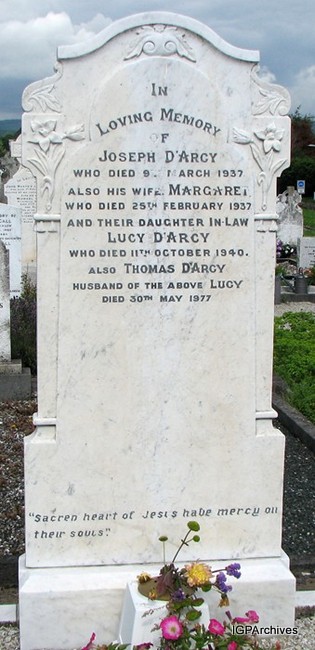 In
Loving Memory
of
Joseph D'Arcy
who died 9th March 1937
also his wife Margaret
who died 25th February 1937
and their daughter in-law
Lucy D'Arcy
who died 11th October 1940.
also Thomas D'Arcy
husband of the above Lucy
died 30th May 1977
"Sacred heart of Jesus have mercy on
their souls."
IGPArchives